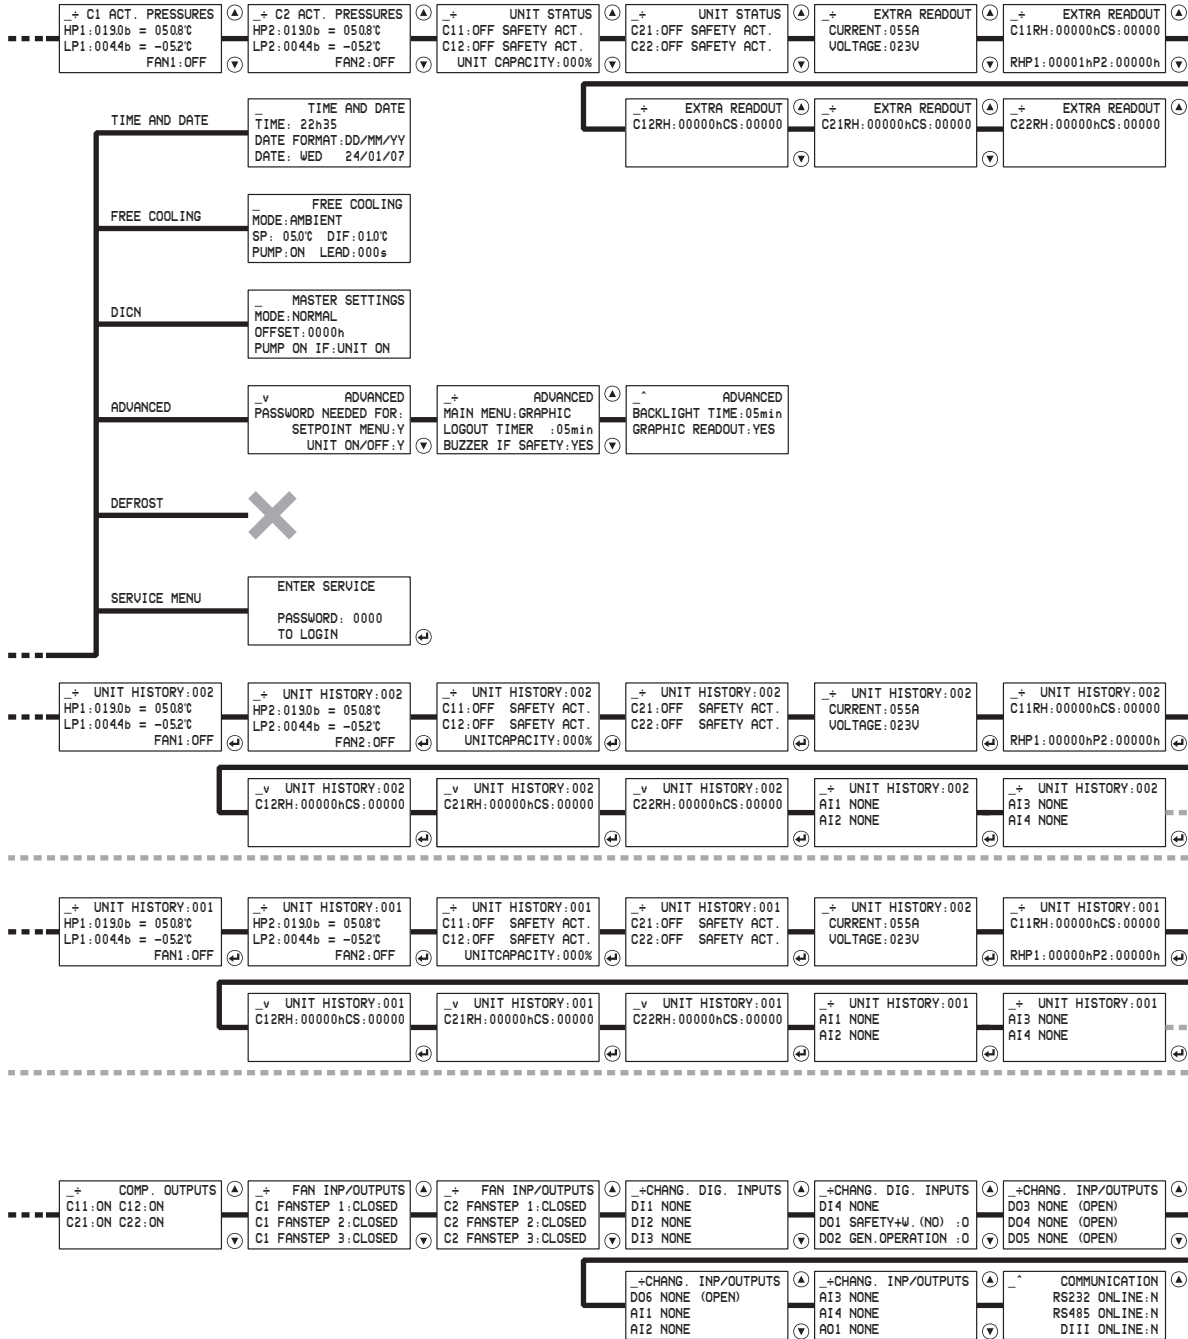 _÷ C1 ACT. PRESSURES
HP1:019.0b = 050.8°C
LP1:004.4b = -05.2°C
FAN1:OFF
_÷ C2 ACT. PRESSURES
HP2:019.0b = 050.8°C
LP2:004.4b = -05.2°C
FAN2:OFF
_÷ UNIT STATUS
C11:OFF SAFETY ACT.
C12:OFF SAFETY ACT.
UNIT CAPACITY:000%
_÷ UNIT STATUS
C21:OFF SAFETY ACT.
C22:OFF SAFETY ACT.
_÷ EXTRA READOUT
CURRENT:055A
VOLTAGE:023V
_÷ EXTRA READOUT
C11RH:00000hCS:00000
RHP1:00001hP2:00000h
_÷ EXTRA READOUT
C12RH:00000hCS:00000
_÷ EXTRA READOUT
C21RH:00000hCS:00000
_÷ EXTRA READOUT
C22RH:00000hCS:00000
TIME AND DATE
_ TIME AND DATE
TIME: 22h35
DATE FORMAT:DD/MM/YY
DATE: WED 24/01/07
FREE COOLING
_ FREE COOLING
MODE:AMBIENT
SP: 05.0°C DIF:01.0°C
PUMP:ON LEAD:000s
DICN
_ MASTER SETTINGS
MODE:NORMAL
OFFSET:0000h
PUMP ON IF:UNIT ON
ADVANCED
_v ADVANCED
PASSWORD NEEDED FOR:
SETPOINT MENU:Y
UNIT ON/OFF:Y
_÷ ADVANCED
MAIN MENU:GRAPHIC
LOGOUT TIMER :05min
BUZZER IF SAFETY:YES
_^ ADVANCED
BACKLIGHT TIME:05min
GRAPHIC READOUT:YES
DEFROST
SERVICE MENU
ENTER SERVICE
PASSWORD: 0000
TO LOGIN
_÷ UNIT HISTORY:002
HP1:019.0b = 050.8°C
LP1:004.4b = -05.2°C
FAN1:OFF
_÷ UNIT HISTORY:002
HP2:019.0b = 050.8°C
LP2:004.4b = -05.2°C
FAN2:OFF
_÷ UNIT HISTORY:002
C11:OFF SAFETY ACT.
C12:OFF SAFETY ACT.
UNITCAPACITY:000%
_÷ UNIT HISTORY:002
C21:OFF SAFETY ACT.
C22:OFF SAFETY ACT.
_÷ UNIT HISTORY:002
CURRENT:055A
VOLTAGE:023V
_÷ UNIT HISTORY:002
C11RH:00000hCS:00000
RHP1:00000hP2:00000h
_v UNIT HISTORY:002
C12RH:00000hCS:00000
_v UNIT HISTORY:002
C21RH:00000hCS:00000
_v UNIT HISTORY:002
C22RH:00000hCS:00000
_÷ UNIT HISTORY:002
AI1 NONE
AI2 NONE
_÷ UNIT HISTORY:002
AI3 NONE
AI4 NONE
_÷ UNIT HISTORY:001
HP1:019.0b = 050.8°C
LP1:004.4b = -05.2°C
FAN1:OFF
_÷ UNIT HISTORY:001
HP2:019.0b = 050.8°C
LP2:004.4b = -05.2°C
FAN2:OFF
_÷ UNIT HISTORY:001
C11:OFF SAFETY ACT.
C12:OFF SAFETY ACT.
UNITCAPACITY:000%
_÷ UNIT HISTORY:001
C21:OFF SAFETY ACT.
C22:OFF SAFETY ACT.
_÷ UNIT HISTORY:002
CURRENT:055A
VOLTAGE:023V
_÷ UNIT HISTORY:001
C11RH:00000hCS:00000
RHP1:00000hP2:00000h
_v UNIT HISTORY:001
C12RH:00000hCS:00000
_v UNIT HISTORY:001
C21RH:00000hCS:00000
_v UNIT HISTORY:001
C22RH:00000hCS:00000
_÷ UNIT HISTORY:001
AI1 NONE
AI2 NONE
_÷ UNIT HISTORY:001
AI3 NONE
AI4 NONE
_÷ COMP. OUTPUTS
C11:ON C12:ON
C21:ON C22:ON
_÷ FAN INP/OUTPUTS
C1 FANSTEP 1:CLOSED
C1 FANSTEP 2:CLOSED
C1 FANSTEP 3:CLOSED
_÷ FAN INP/OUTPUTS
C2 FANSTEP 1:CLOSED
C2 FANSTEP 2:CLOSED
C2 FANSTEP 3:CLOSED
_÷CHANG. DIG. INPUTS
DI1 NONE
DI2 NONE
DI3 NONE
_÷CHANG. DIG. INPUTS
DI4 NONE
DO1 SAFETY+W.(NO) :O
DO2 GEN.OPERATION :O
_÷CHANG. INP/OUTPUTS
DO3 NONE (OPEN)
DO4 NONE (OPEN)
DO5 NONE (OPEN)
_÷CHANG. INP/OUTPUTS
DO6 NONE (OPEN)
AI1 NONE
AI2 NONE
_÷CHANG. INP/OUTPUTS
AI3 NONE
AI4 NONE
AO1 NONE
_^ COMMUNICATION
RS232 ONLINE:N
RS485 ONLINE:N
DIII ONLINE:N